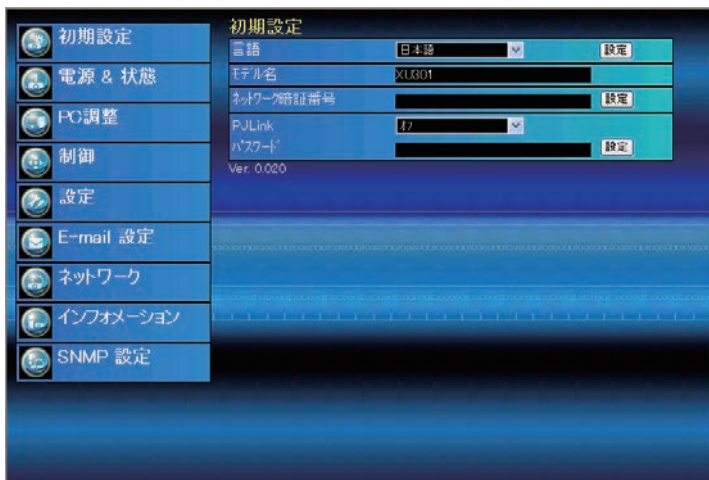 初期設定
電源 & 状態
PC調整
制御
設定
E-mail 設定
ネットワーク
インフォメーション
SNMP 設定
初期設定
言語 日本語 設定
ﾓﾃﾞﾙ名 XU301
ﾈｯﾄﾜｰｸ暗証番号 設定
PJLink ｵﾌ
ﾊﾟｽﾜｰﾄﾞ 設定
Ver. 0.020